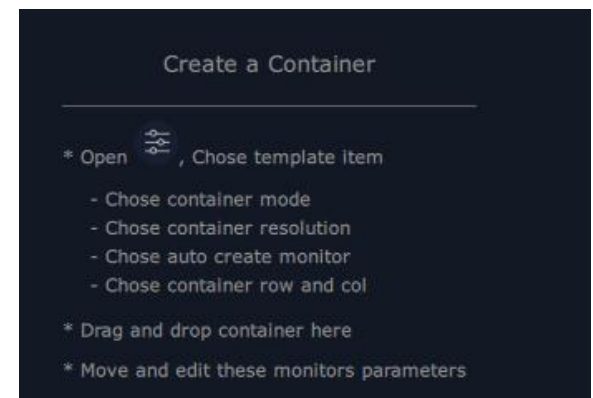 Create a Container
* Open , Chose template item
- Chose container mode
- Chose container resolution
- Chose auto create monitor
- Chose container row and col
* Drag and drop container here
* Move and edit these monitors parameters